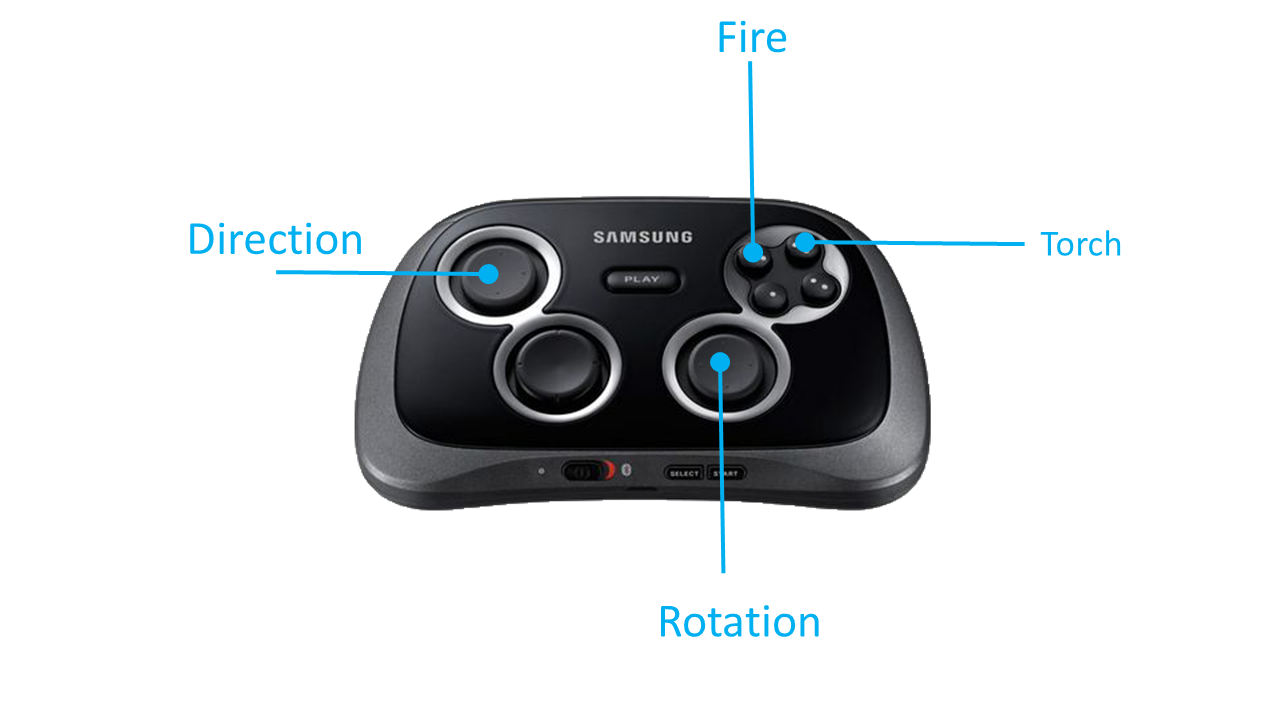 Fire
Direction
SAMSUNG
Torch
PLAY
SELECT
START
Rotation